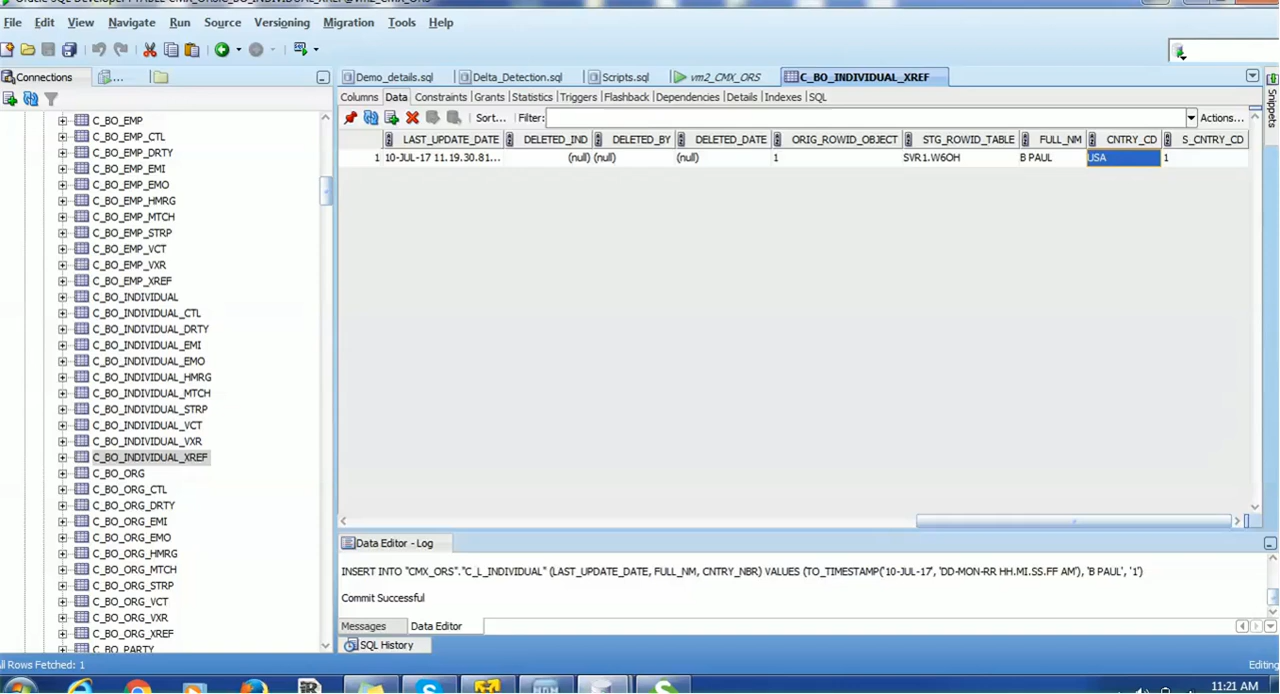 File Edit View Navigate Run Source Versioning Migration Tools Help
Connections
Demo_details.sql Delta_Detection.sql Scripts.sql vm2_CMX_ORS C_BO_INDIVIDUAL_XREF
Columns Data Constraints Grants Statistics Triggers Flashback Dependencies Details Indexes SQL
Sort... Filter: Actions...
LAST_UPDATE_DATE DELETED_IND DELETED_BY DELETED_DATE ORIG_ROWID_OBJECT STG_ROWID_TABLE FULL_NM CNTRY_CD S_CNTRY_CD
1 10-JUL-17 11.19.30.81... (null) (null) (null) 1 SVR1.W6OH B PAUL USA 1
Snippets
C_BO_EMP
C_BO_EMP_CTL
C_BO_EMP_DRTY
C_BO_EMP_EMI
C_BO_EMP_EMO
C_BO_EMP_HMRG
C_BO_EMP_MTCH
C_BO_EMP_STRP
C_BO_EMP_VCT
C_BO_EMP_VXR
C_BO_EMP_XREF
C_BO_INDIVIDUAL
C_BO_INDIVIDUAL_CTL
C_BO_INDIVIDUAL_DRTY
C_BO_INDIVIDUAL_EMI
C_BO_INDIVIDUAL_EMO
C_BO_INDIVIDUAL_HMRG
C_BO_INDIVIDUAL_MTCH
C_BO_INDIVIDUAL_STRP
C_BO_INDIVIDUAL_VCT
C_BO_INDIVIDUAL_VXR
C_BO_INDIVIDUAL_XREF
C_BO_ORG
C_BO_ORG_CTL
C_BO_ORG_DRTY
C_BO_ORG_EMI
C_BO_ORG_EMO
C_BO_ORG_HMRG
C_BO_ORG_MTCH
C_BO_ORG_STRP
C_BO_ORG_VCT
C_BO_ORG_VXR
C_BO_ORG_XREF
C_BO_PARTY
Data Editor - Log
INSERT INTO "CMX_ORS"."C_L_INDIVIDUAL" (LAST_UPDATE_DATE, FULL_NM, CNTRY_NBR) VALUES (TO_TIMESTAMP('10-JUL-17', 'DD-MON-RR HH.MI.SS.FF AM'), 'B PAUL', '1')
Commit Successful
Messages Data Editor
SQL History
All Rows Fetched: 1
Editing
11:21 AM